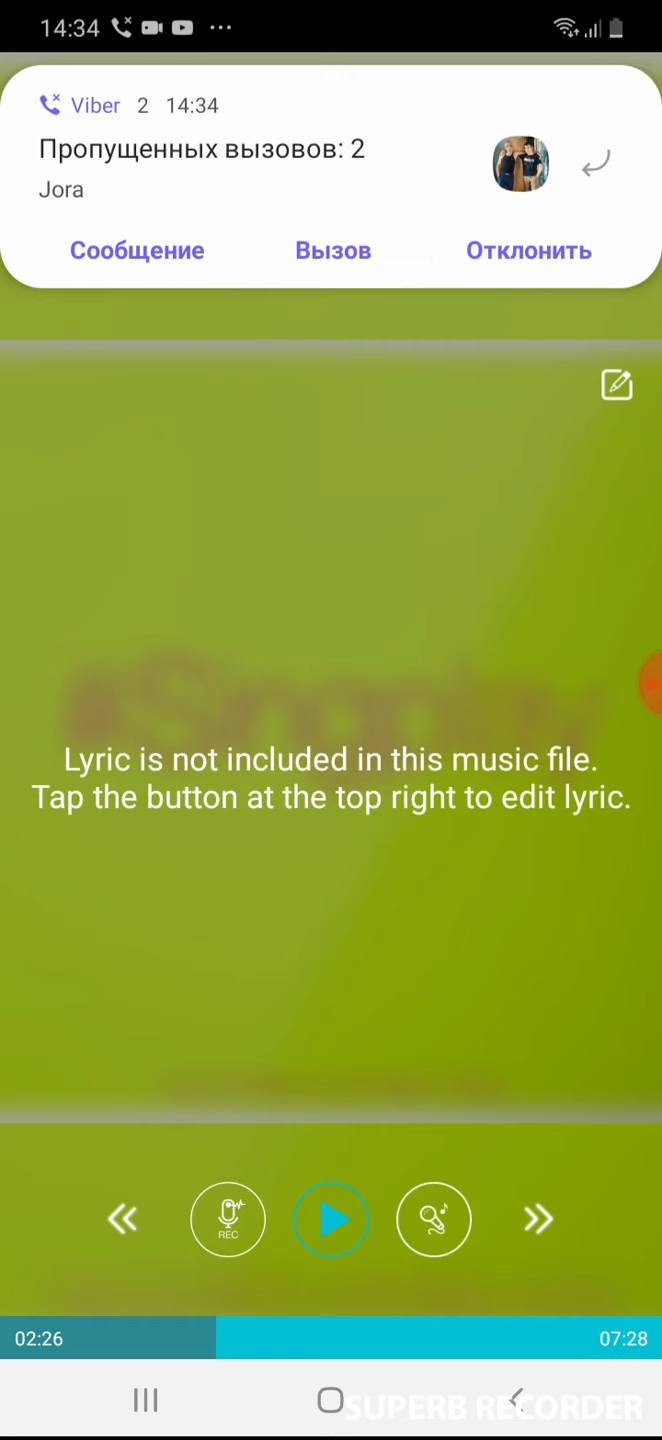 14:34
Viber 2 14:34
Пропущенных вызовов: 2
Jora
Сообщение Вызов Отклонить
#Singplay
Lyric is not included in this music file.
Tap the button at the top right to edit lyric.
REC
02:26 07:28
SUPERB RECORDER